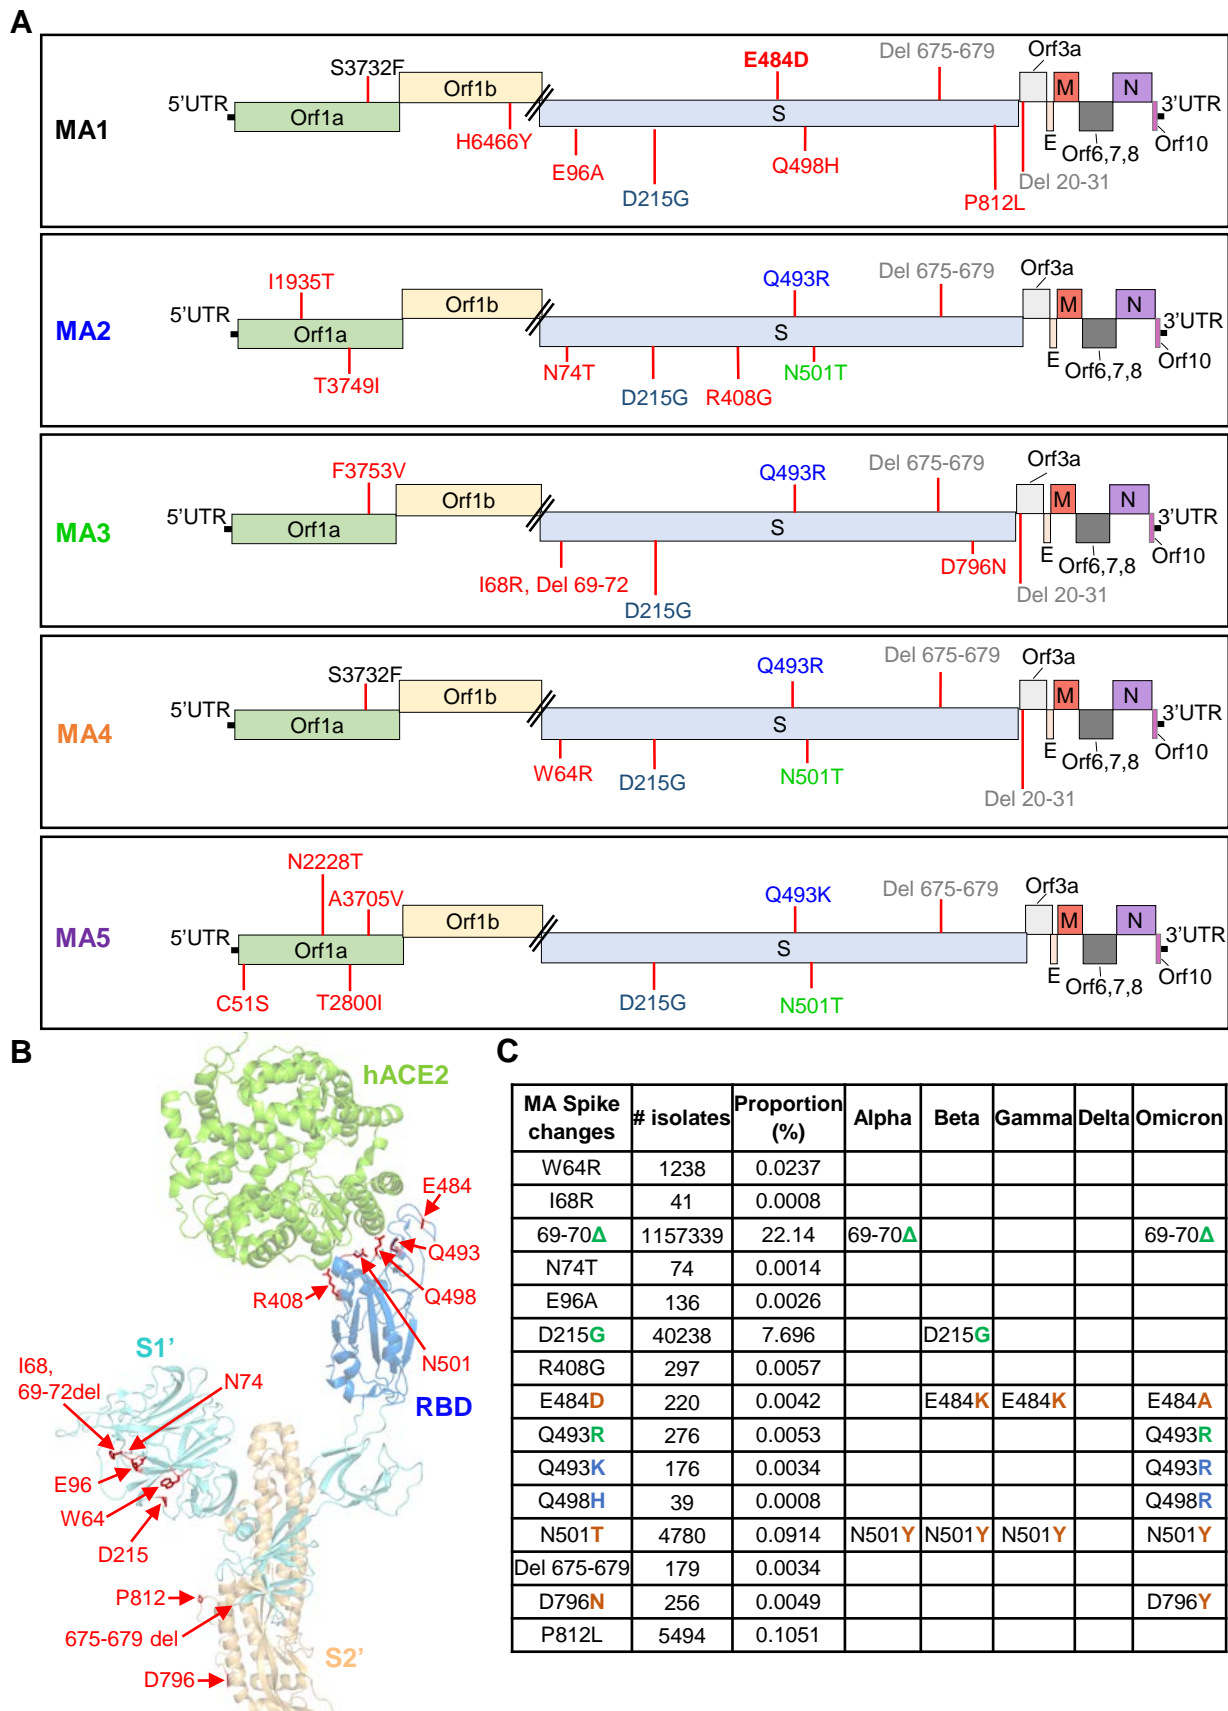 A
MA1
5'UTR
S3732F
Orf1a
Orf1b
H6466Y
E484D
Del 675-679
S
E96A
D215G
Q498H
P812L
Orf3a
M
N
E
Orf6,7,8
3'UTR
Orf10
Del 20-31
MA2
5'UTR
I1935T
Orf1a
T3749I
Orf1b
Q493R
Del 675-679
S
N74T
D215G
R408G
N501T
Orf3a
M
N
E
Orf6,7,8
3'UTR
Orf10
MA3
5'UTR
F3753V
Orf1a
Orf1b
Q493R
Del 675-679
S
I68R, Del 69-72
D215G
D796N
Orf3a
M
N
E
Orf6,7,8
3'UTR
Orf10
Del 20-31
MA4
5'UTR
S3732F
Orf1a
Orf1b
Q493R
Del 675-679
S
W64R
D215G
N501T
Orf3a
M
N
E
Orf6,7,8
3'UTR
Orf10
Del 20-31
MA5
5'UTR
N2228T
A3705V
Orf1a
C51S
T2800I
Orf1b
Q493K
Del 675-679
S
D215G
N501T
Orf3a
M
N
E
Orf6,7,8
3'UTR
Orf10
B
hACE2
E484
Q493
Q498
R408
N501
RBD
S1'
I68,
69-72del
N74
E96
W64
D215
P812
675-679 del
S2'
D796
C
MA Spike changes # isolates Proportion (%) Alpha Beta Gamma Delta Omicron
W64R 1238 0.0237
I68R 41 0.0008
69-70Δ 1157339 22.14 69-70Δ 69-70Δ
N74T 74 0.0014
E96A 136 0.0026
D215G 40238 7.696 D215G
R408G 297 0.0057
E484D 220 0.0042 E484K E484K E484A
Q493R 276 0.0053 Q493R
Q493K 176 0.0034 Q493R
Q498H 39 0.0008 Q498R
N501T 4780 0.0914 N501Y N501Y N501Y N501Y
Del 675-679 179 0.0034
D796N 256 0.0049 D796Y
P812L 5494 0.1051